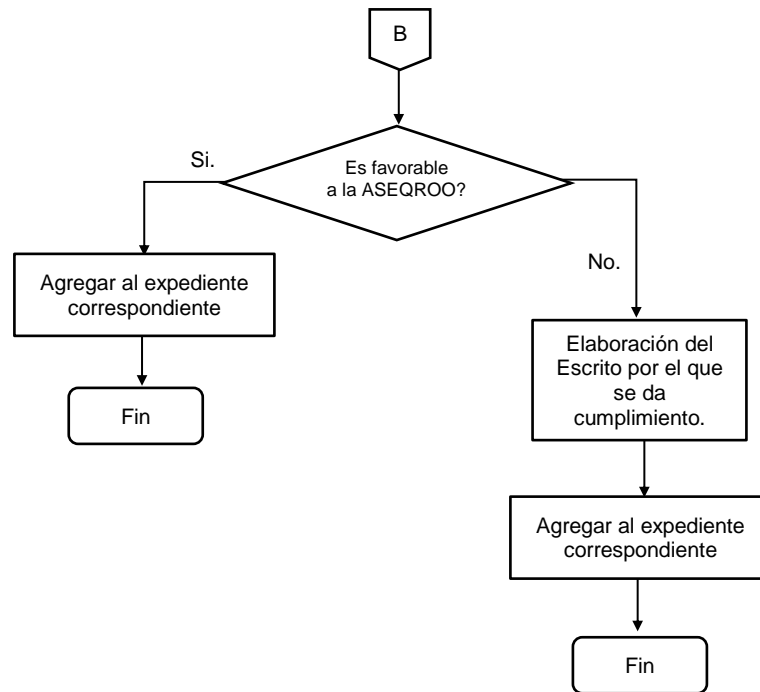 B
Es favorable
a la ASEQROO?
Si.
No.
Agregar al expediente
correspondiente
Fin
Elaboración del
Escrito por el que
se da
cumplimiento.
Agregar al expediente
correspondiente
Fin